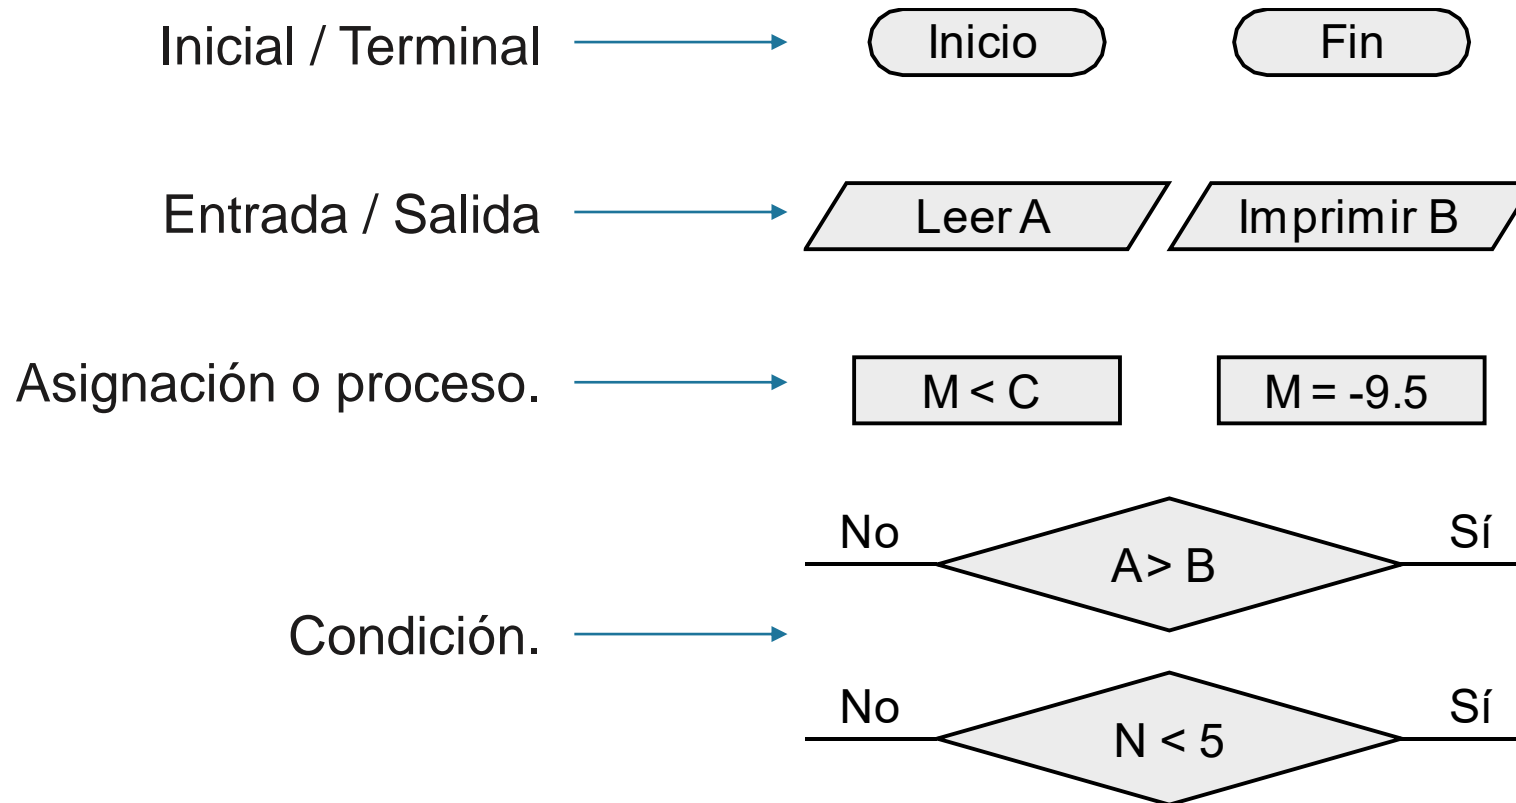 Inicial / Terminal
Inicio
Fin
Entrada / Salida
Leer A
Imprimir B
Asignación o proceso.
M < C
M = -9.5
Condición.
No
A > B
Sí
No
N < 5
Sí